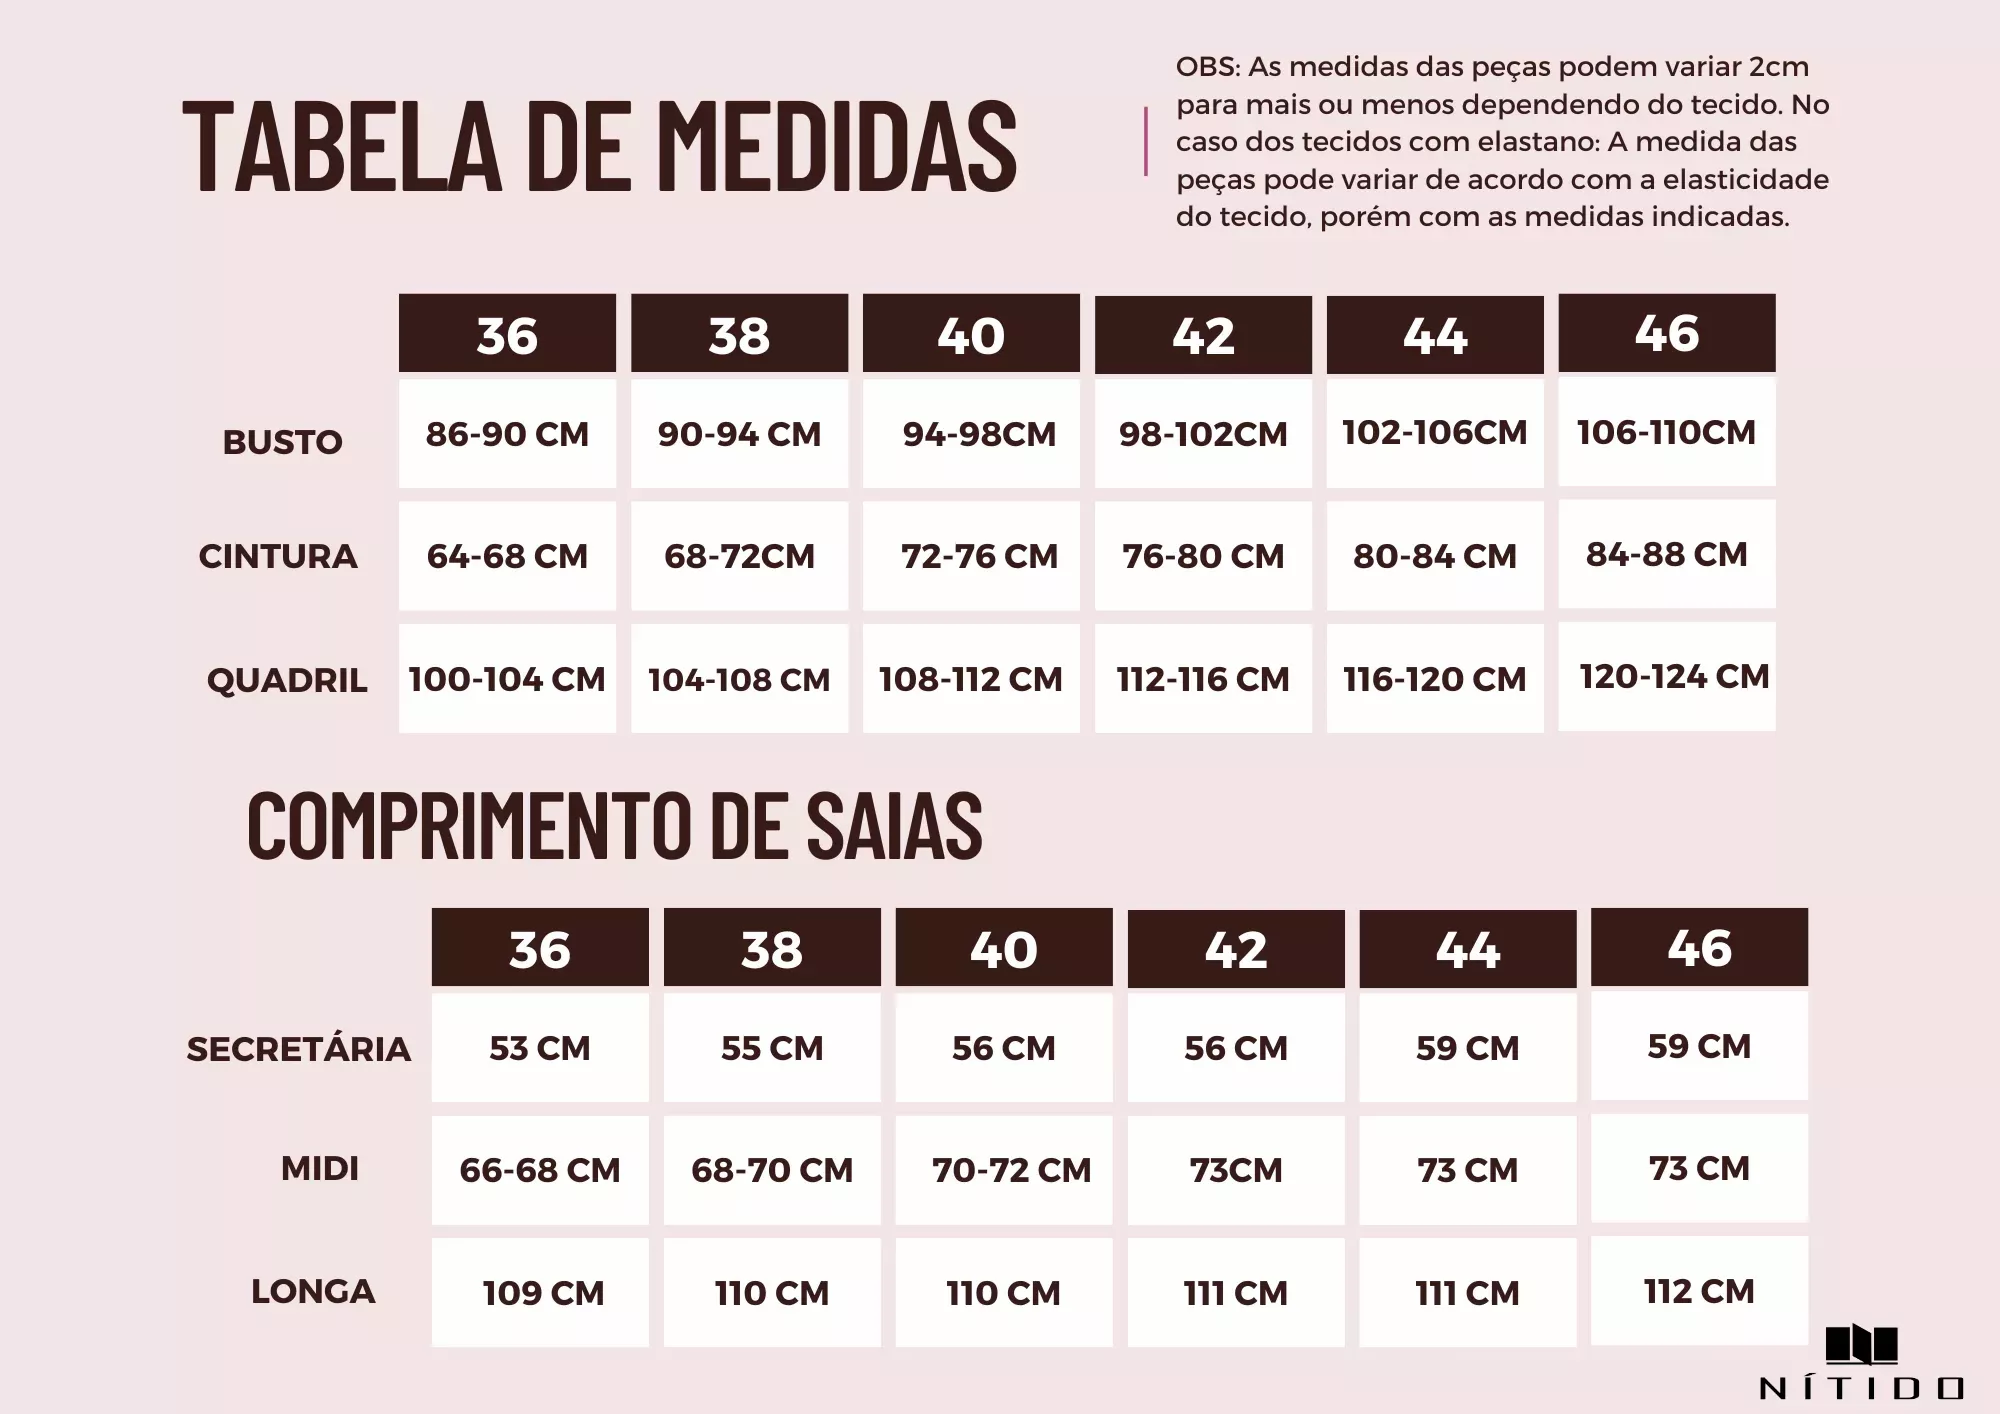 TABELA DE MEDIDAS
OBS: As medidas das peças podem variar 2cm
para mais ou menos dependendo do tecido. No
caso dos tecidos com elastano: A medida das
peças pode variar de acordo com a elasticidade
do tecido, porém com as medidas indicadas.
36 38 40 42 44 46
BUSTO 86-90 CM 90-94 CM 94-98CM 98-102CM 102-106CM 106-110CM
CINTURA 64-68 CM 68-72CM 72-76 CM 76-80 CM 80-84 CM 84-88 CM
QUADRIL 100-104 CM 104-108 CM 108-112 CM 112-116 CM 116-120 CM 120-124 CM
COMPRIMENTO DE SAIAS
36 38 40 42 44 46
SECRETÁRIA 53 CM 55 CM 56 CM 56 CM 59 CM 59 CM
MIDI 66-68 CM 68-70 CM 70-72 CM 73CM 73 CM 73 CM
LONGA 109 CM 110 CM 110 CM 111 CM 111 CM 112 CM
NÍTIDO